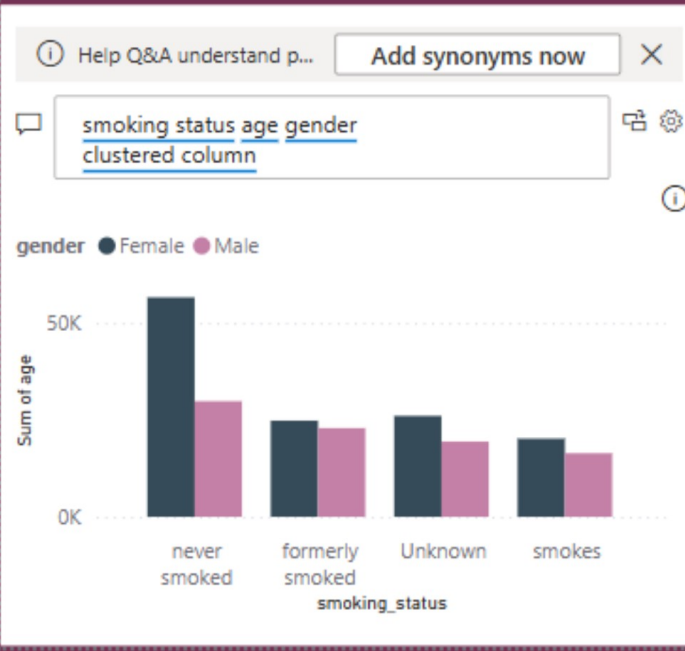 Help Q&A understand p... Add synonyms now
smoking status age gender
clustered column
gender Female Male
50K
Sum of age
0K
never smoked
formerly smoked
Unknown
smokes
smoking_status